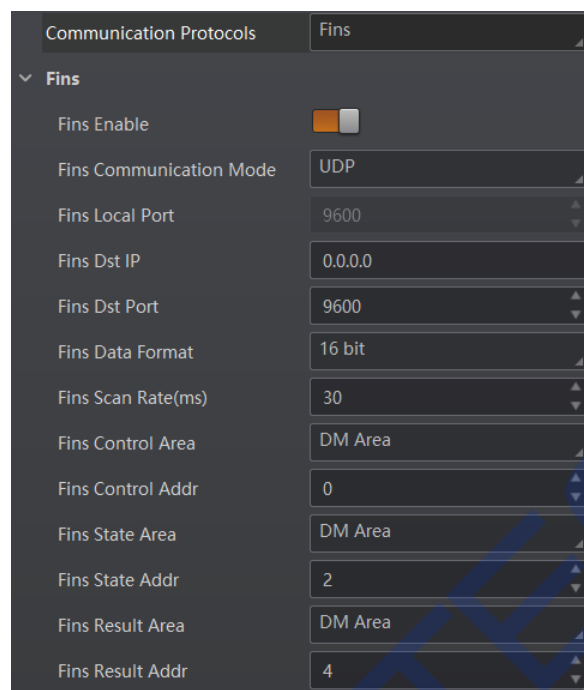 Communication Protocols Fins
Fins
Fins Enable
Fins Communication Mode UDP
Fins Local Port 9600
Fins Dst IP 0.0.0.0
Fins Dst Port 9600
Fins Data Format 16 bit
Fins Scan Rate(ms) 30
Fins Control Area DM Area
Fins Control Addr 0
Fins State Area DM Area
Fins State Addr 2
Fins Result Area DM Area
Fins Result Addr 4